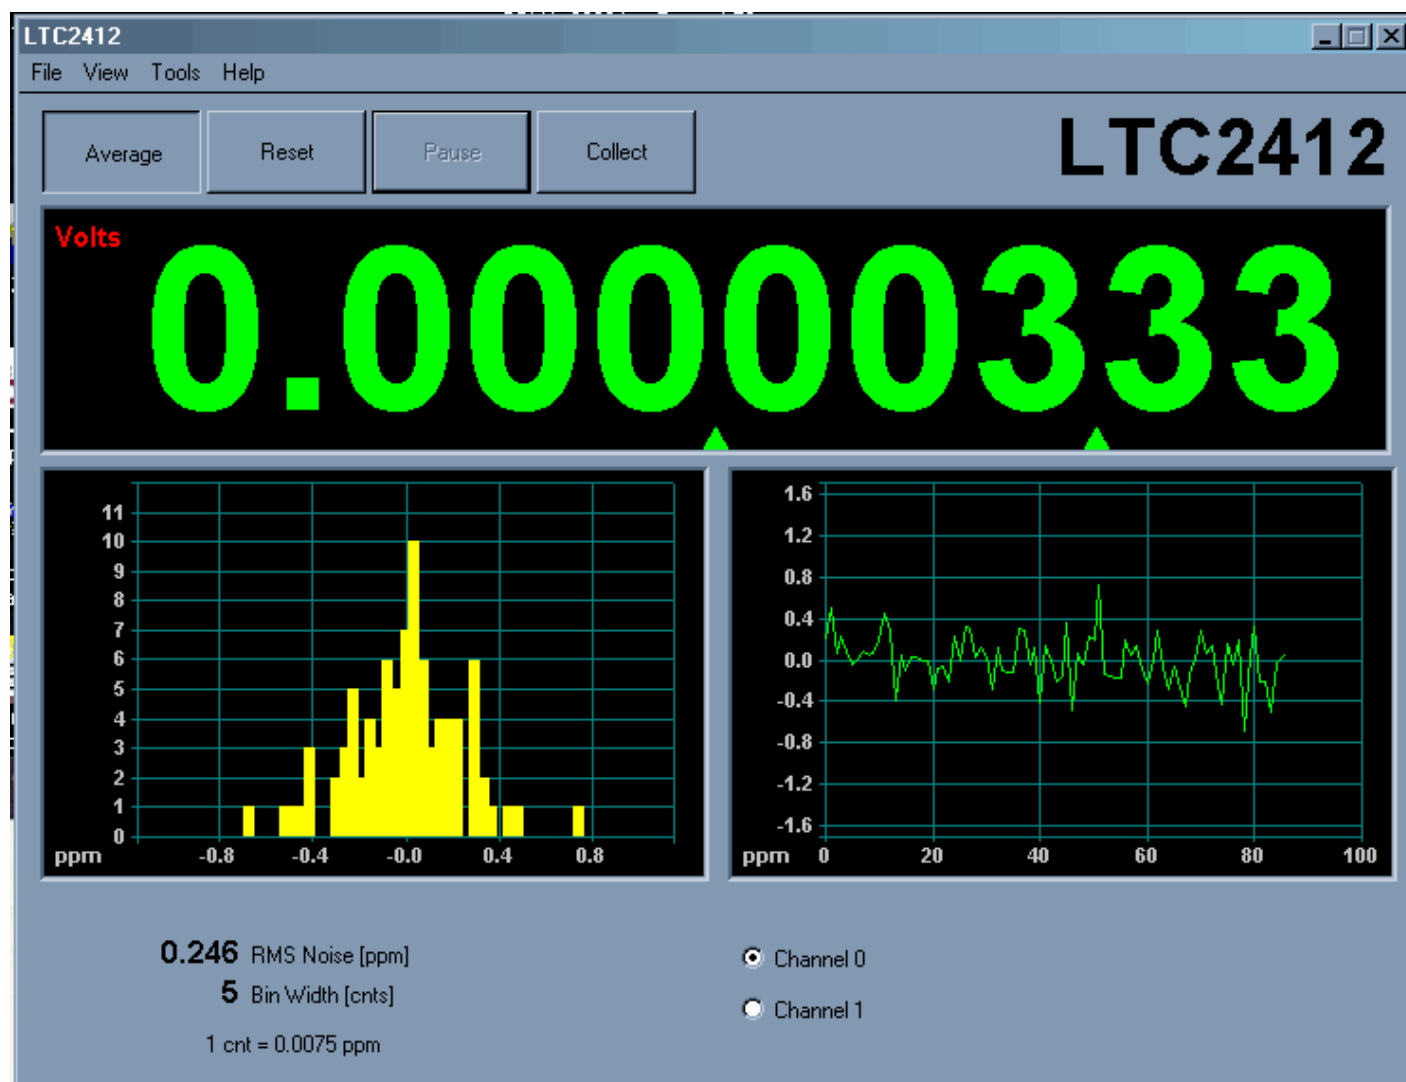 LTC2412
File View Tools Help
Average Reset Pause Collect
LTC2412
Volts
0.00000333
11
10
9
8
7
6
5
4
3
2
1
0
ppm -0.8 -0.4 -0.0 0.4 0.8
1.6
1.2
0.8
0.4
0.0
-0.4
-0.8
-1.2
-1.6
ppm 0 20 40 60 80 100
0.246 RMS Noise [ppm]
5 Bin Width [cnts]
1 cnt = 0.0075 ppm
Channel 0
Channel 1